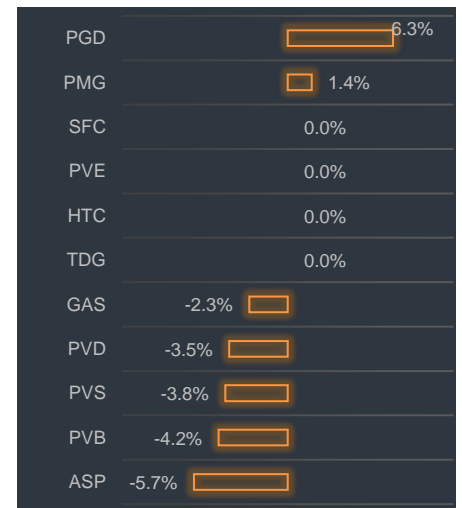 PGD 6.3%
PMG 1.4%
SFC 0.0%
PVE 0.0%
HTC 0.0%
TDG 0.0%
GAS -2.3%
PVD -3.5%
PVS -3.8%
PVB -4.2%
ASP -5.7%